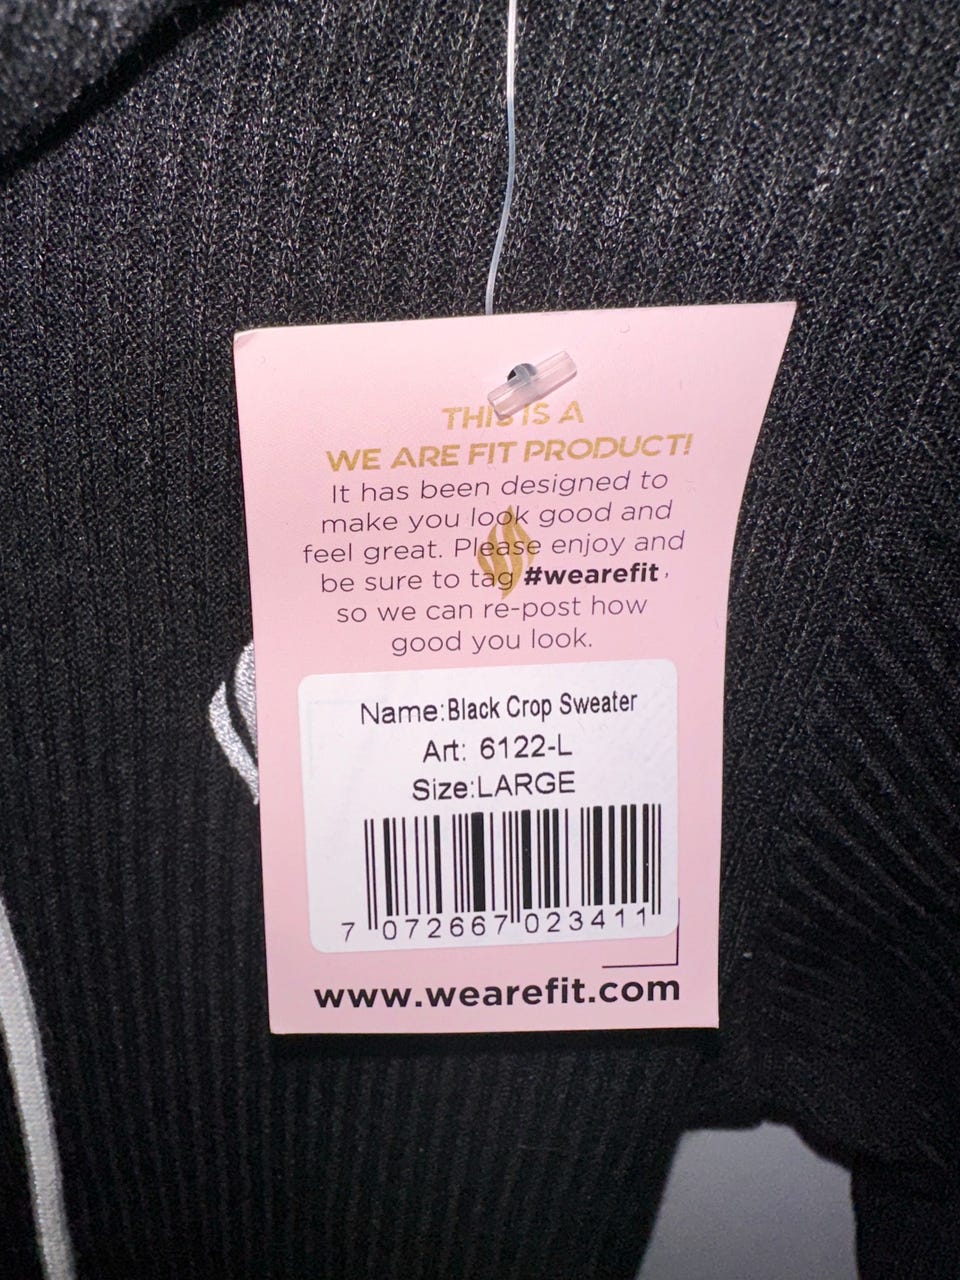 THIS IS A
WE ARE FIT PRODUCT!
It has been designed to
make you look good and
feel great. Please enjoy and
be sure to tag #wearefit,
so we can re-post how
good you look.
Name:Black Crop Sweater
Art: 6122-L
Size:LARGE
7 072667 023411
www.wearefit.com